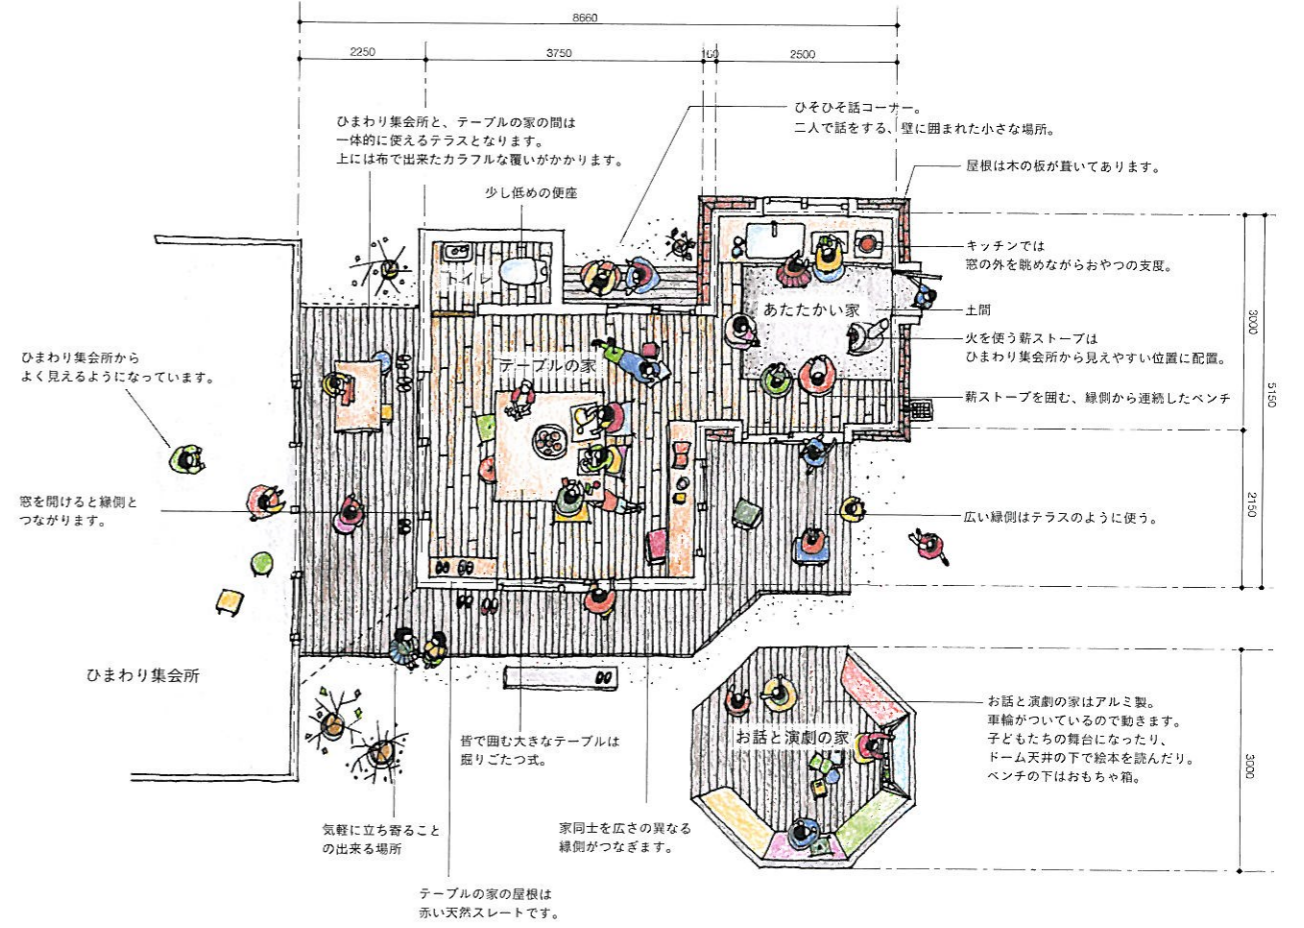 8660
2250
3750
160
2500
ひそひそ話コーナー。
二人で話をする、壁に囲まれた小さな場所。
ひまわり集会所と、テーブルの家の間は
一体的に使えるテラスとなります。
上には布で出来たカラフルな覆いがかかります。
屋根は木の板が葺いてあります。
少し低めの便座
キッチンでは
窓の外を眺めながらおやつの支度。
トイレ
あたたかい家
土間
3000
火を使う薪ストーブは
ひまわり集会所から見えやすい位置に配置。
ひまわり集会所から
よく見えるようになっています。
テーブルの家
薪ストーブを囲む、縁側から連続したベンチ
5150
窓を開けると縁側と
つながります。
2150
広い縁側はテラスのように使う。
ひまわり集会所
お話と演劇の家はアルミ製。
車輪がついているので動きます。
子どもたちの舞台になったり、
ドーム天井の下で絵本を読んだり。
ベンチの下はおもちゃ箱。
お話と演劇の家
3000
皆で囲む大きなテーブルは
掘りごたつ式。
気軽に立ち寄ること
の出来る場所
家同士を広さの異なる
縁側がつなぎます。
テーブルの家の屋根は
赤い天然スレートです。